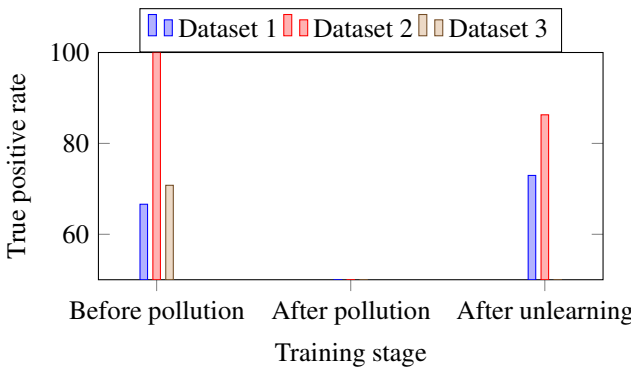 Dataset 1 Dataset 2 Dataset 3
100
80
60
True positive rate
Before pollution After pollution After unlearning
Training stage